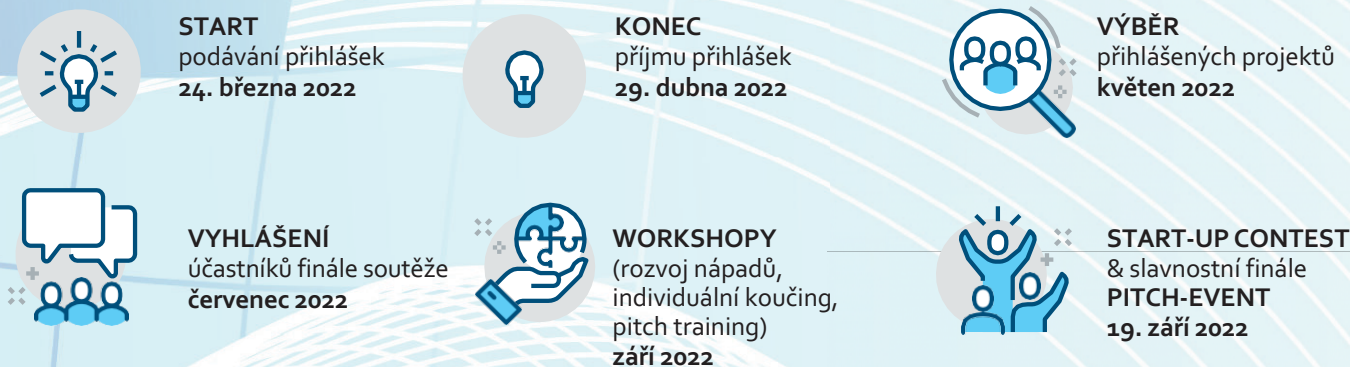 START
podávání přihlášek
24. března 2022
KONEC
příjmu přihlášek
29. dubna 2022
VÝBĚR
přihlášených projektů
květen 2022
VYHLÁŠENÍ
účastníků finále soutěže
červenec 2022
WORKSHOPY
(rozvoj nápadů,
individuální koučing,
pitch training)
září 2022
START-UP CONTEST
& slavnostní finále
PITCH-EVENT
19. září 2022